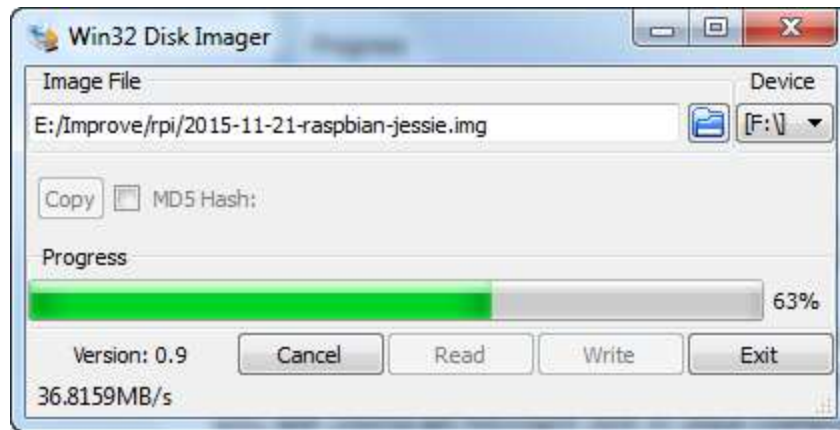 Win32 Disk Imager
Image File
Device
E:/Improve/rpi/2015-11-21-raspbian-jessie.img
[F:\]
Copy
MD5 Hash:
Progress
63%
Version: 0.9
Cancel
Read
Write
Exit
36.8159MB/s